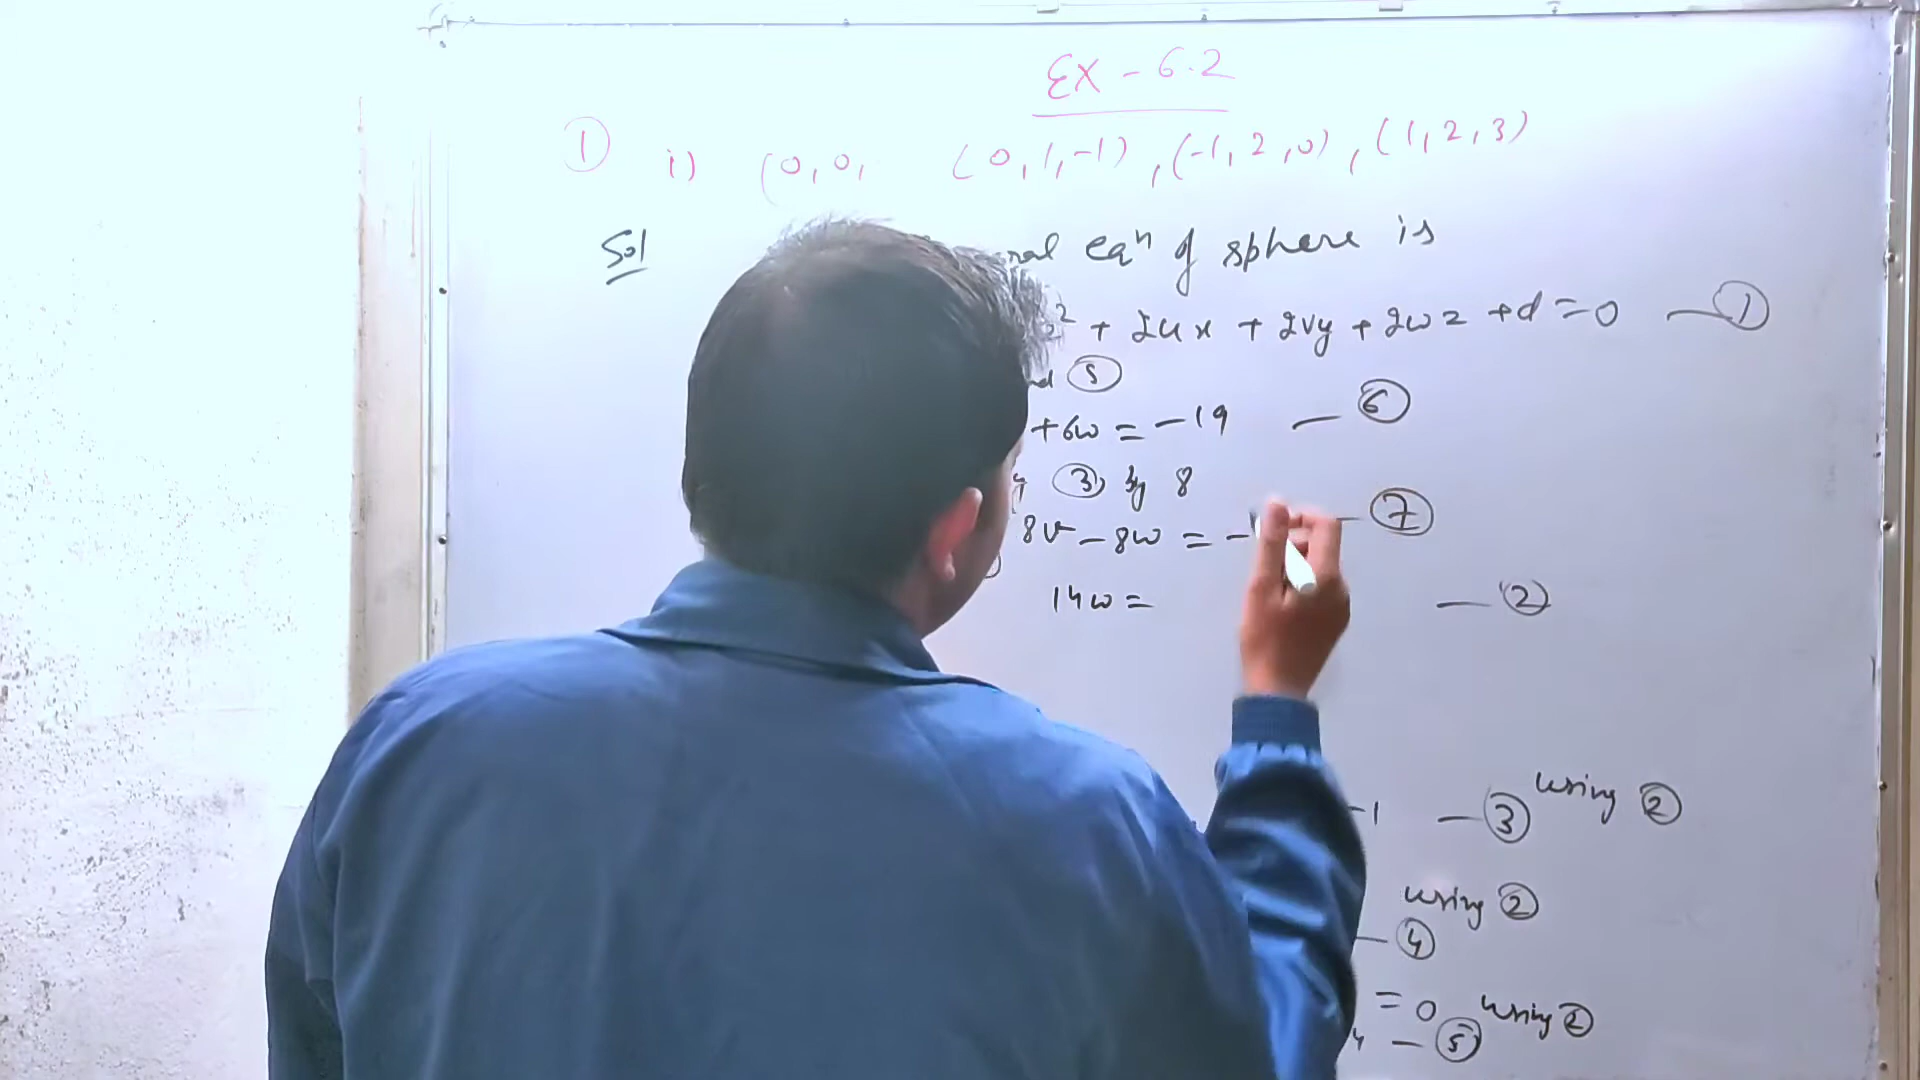 Ex - 6.2
① i) (0, 0, (0, 1, -1), (-1, 2, 0), (1, 2, 3)
Sol eqⁿ of sphere is
² + 2ux + 2vy + 2wz + d = 0 — ①
⑤
+6w = -19 — ⑥
③ by 8
8v - 8w = - — ⑦
14w = — ②
-1 — ③ using ②
using ②
— ④
= 0 using ②
4 — ⑤